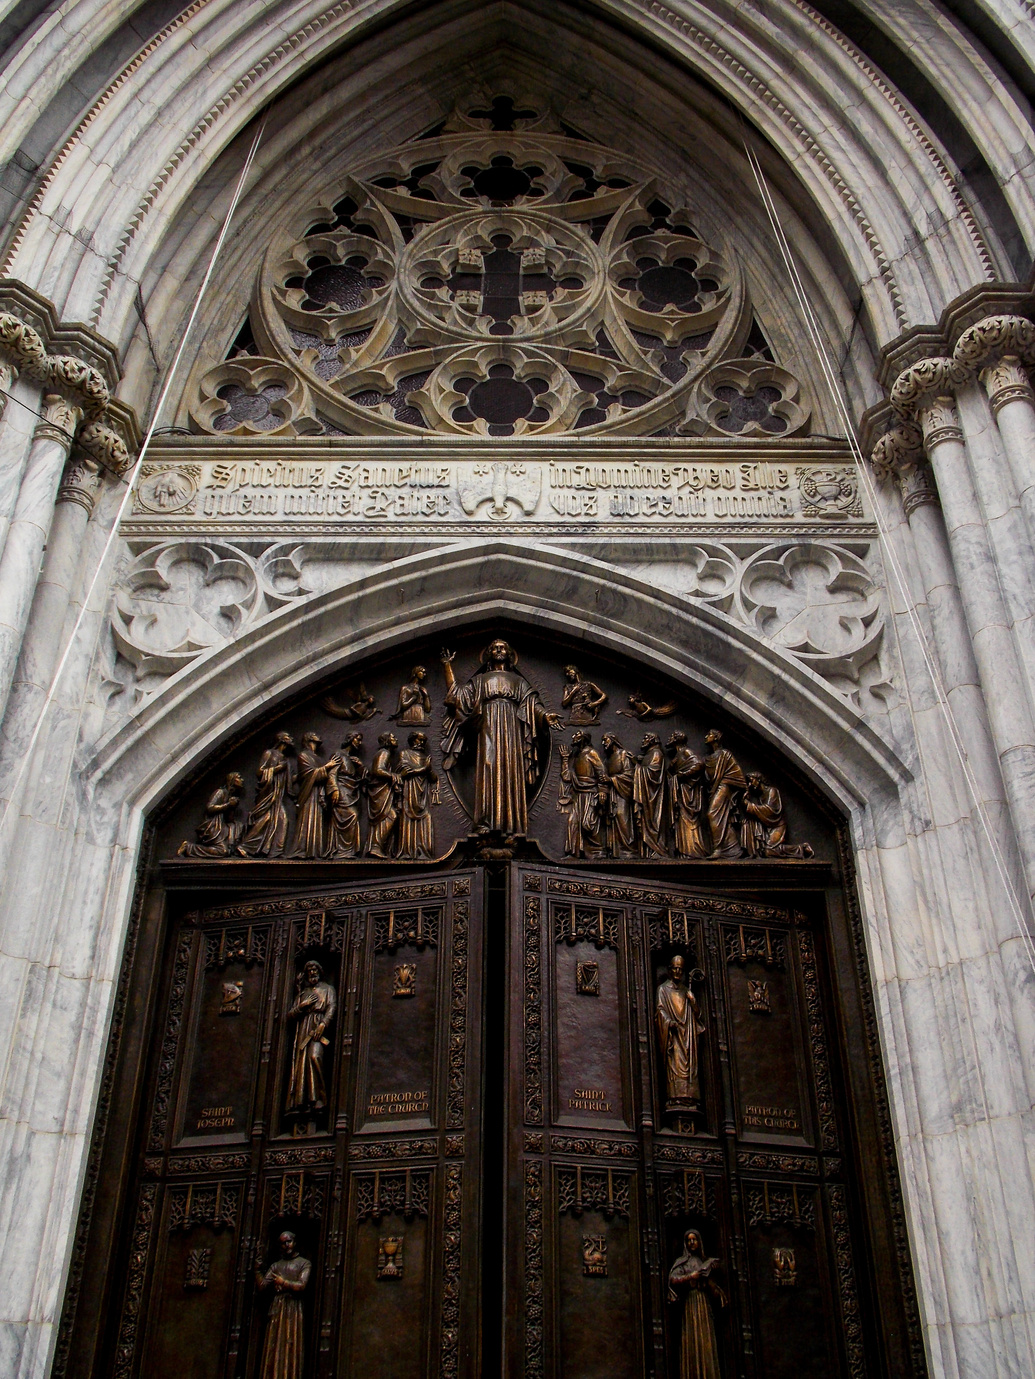 Spiritus Sanctus
quem mittet Pater
in Nomine Meo Ille
vos docebit omnia
SAINT
JOSEPH
PATRON OF
THE CHURCH
SAINT
PATRICK
PATRON OF
THIS CHURCH